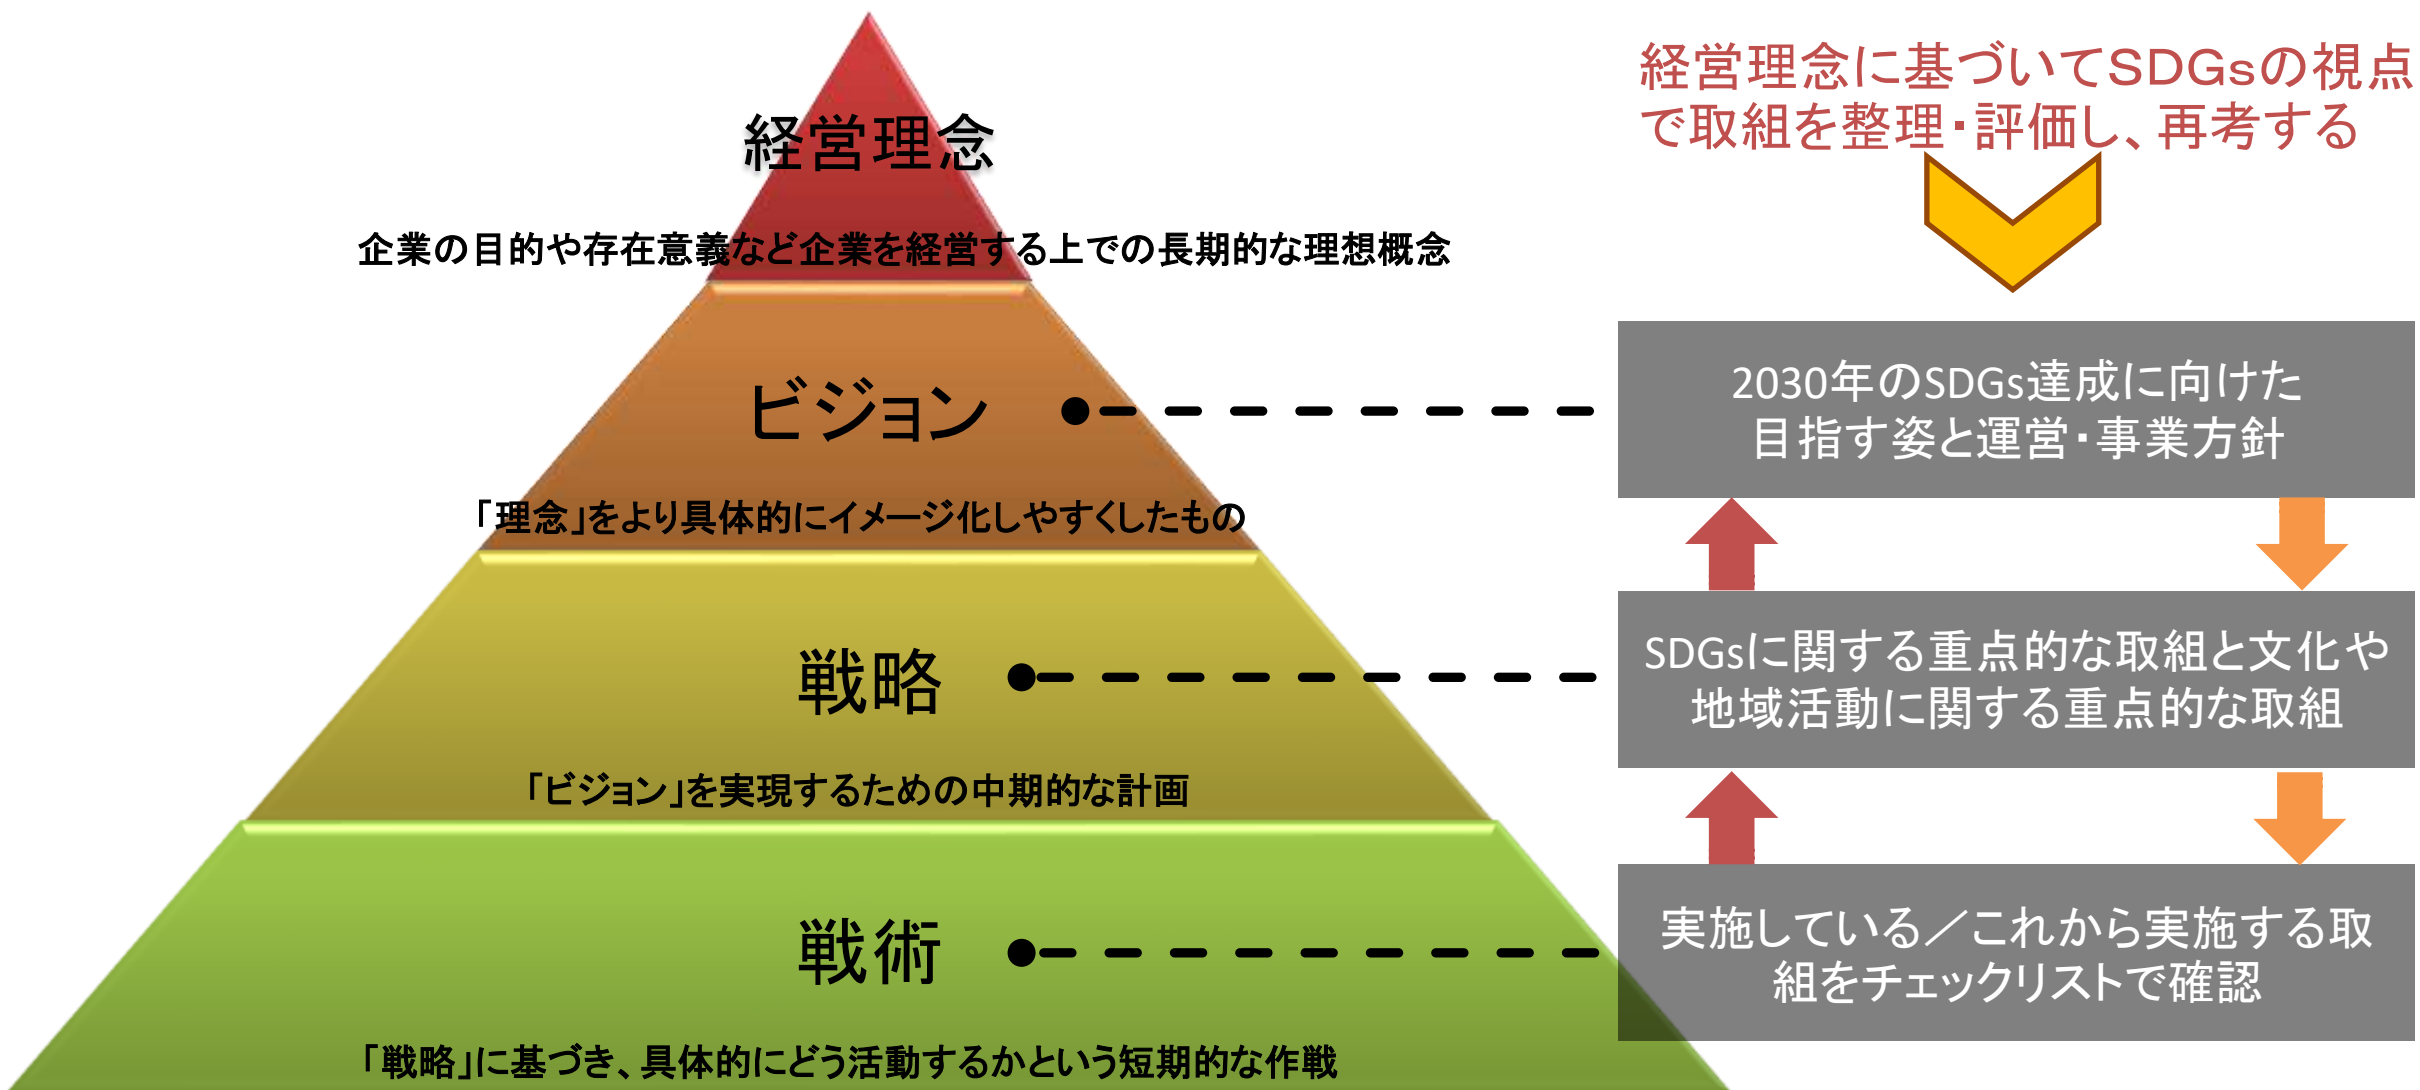 経営理念
企業の目的や存在意義など企業を経営する上での長期的な理想概念
ビジョン
「理念」をより具体的にイメージ化しやすくしたもの
戦略
「ビジョン」を実現するための中期的な計画
戦術
「戦略」に基づき、具体的にどう活動するかという短期的な作戦
経営理念に基づいてSDGsの視点
で取組を整理・評価し、再考する
2030年のSDGs達成に向けた
目指す姿と運営・事業方針
SDGsに関する重点的な取組と文化や
地域活動に関する重点的な取組
実施している／これから実施する取
組をチェックリストで確認